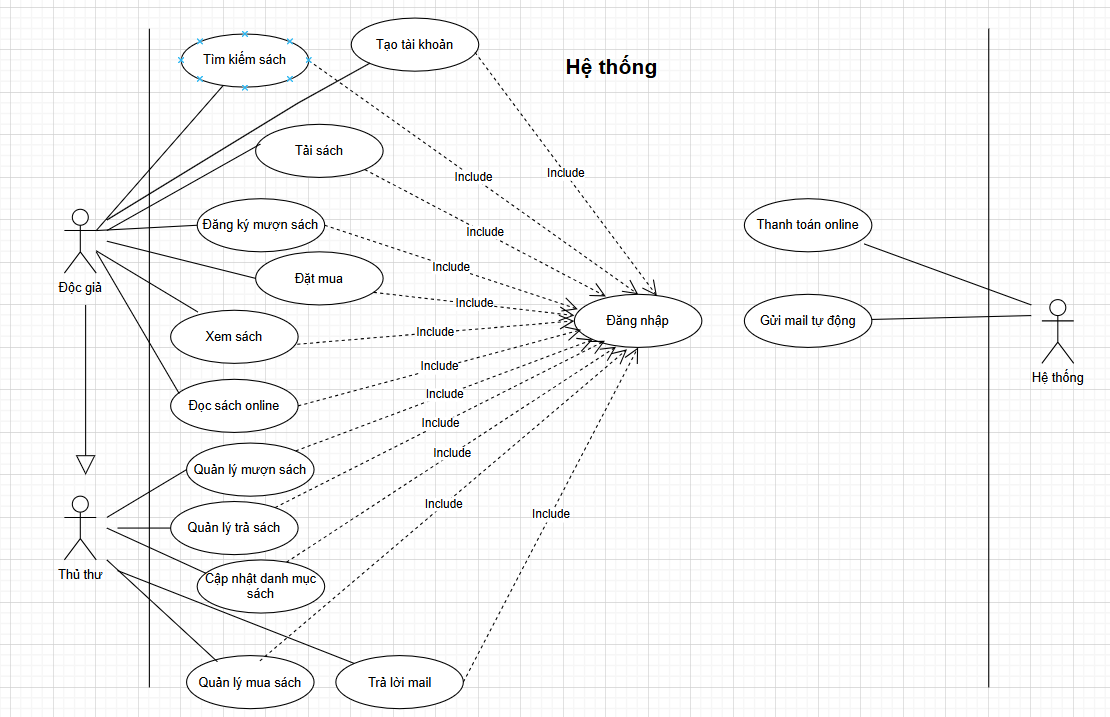 Tạo tài khoản
Tìm kiếm sách
Hệ thống
Tải sách
Include
Include
Đăng ký mượn sách
Thanh toán online
Include
Include
Đặt mua
Độc giả
Include
Đăng nhập
Gửi mail tự động
Include
Xem sách
Include
Hệ thống
Include
Đọc sách online
Include
Include
Quản lý mượn sách
Include
Include
Quản lý trả sách
Thủ thư
Cập nhật danh mục
sách
Quản lý mua sách
Trả lời mail